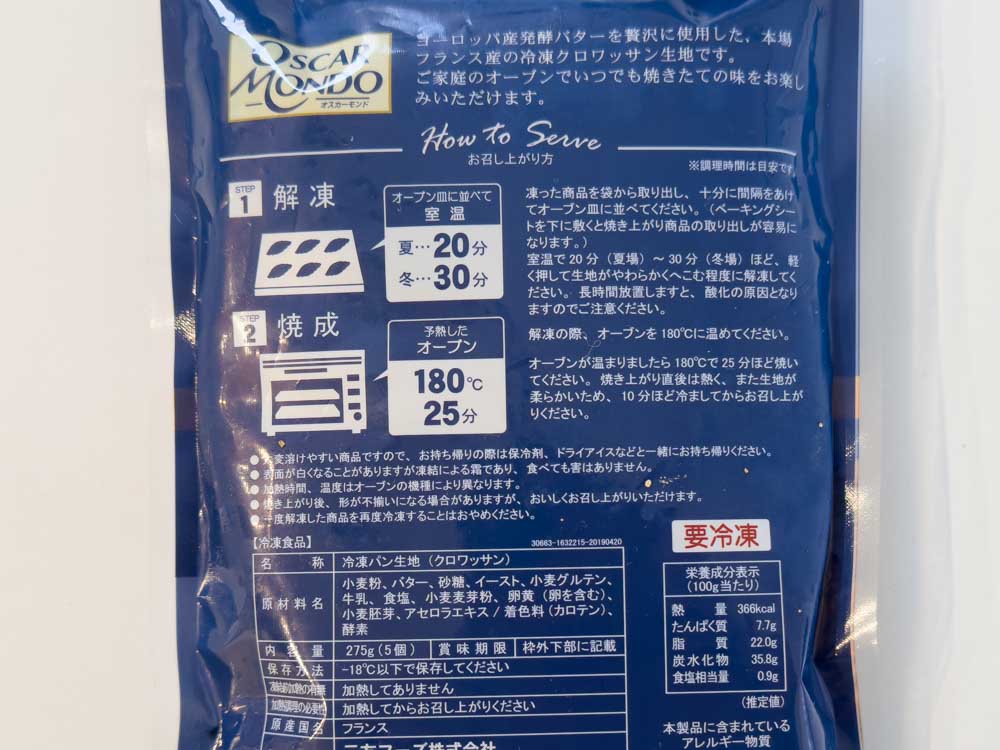 OSCAR
MONDO
オスカーモンド
ヨーロッパ産発酵バターを贅沢に使用した、本場
フランス産の冷凍クロワッサン生地です。
ご家庭のオーブンでいつでも焼きたての味をお楽し
みいただけます。
How to Serve
お召し上がり方
※調理時間は目安です
STEP
1 解凍
オーブン皿に並べて
室温
夏…20分
冬…30分
凍った商品を袋から取り出し、十分に間隔をあけ
てオーブン皿に並べてください。（ベーキングシー
トを下に敷くと焼き上がり商品の取り出しが容易に
なります。）
室温で20分（夏場）～30分（冬場）ほど、軽
く押して生地がやわらかくへこむ程度に解凍してく
ださい。長時間放置しますと、酸化の原因となり
ますのでご注意ください。
解凍の際、オーブンを180℃に温めてください。
STEP
2 焼成
予熱した
オーブン
180℃
25分
オーブンが温まりましたら180℃で25分ほど焼い
てください。焼き上がり直後は熱く、また生地が
柔らかいため、10分ほど冷ましてからお召し上が
りください。
●大変溶けやすい商品ですので、お持ち帰りの際は保冷剤、ドライアイスなどと一緒にお持ち帰りください。
●表面が白くなることがありますが凍結による霜であり、食べても害はありません。
●加熱時間、温度はオーブンの機種により異なります。
●焼き上がり後、形が不揃いになる場合がありますが、おいしくお召し上がりいただけます。
●一度解凍した商品を再度冷凍することはおやめください。
【冷凍食品】
30663-1632215-20190420
名称 冷凍パン生地（クロワッサン）
原材料名 小麦粉、バター、砂糖、イースト、小麦グルテン、
牛乳、食塩、小麦麦芽粉、卵黄（卵を含む）、
小麦胚芽、アセロラエキス/着色料（カロテン）、
酵素
内容量 275g（5個） 賞味期限 枠外下部に記載
保存方法 -18℃以下で保存してください
凍結前加熱の有無 加熱してありません
加熱調理の必要性 加熱してからお召し上がりください
原産国名 フランス
要冷凍
栄養成分表示
（100g当たり）
熱量 366kcal
たんぱく質 7.7g
脂質 22.0g
炭水化物 35.8g
食塩相当量 0.9g
（推定値）
本製品に含まれている
アレルギー物質